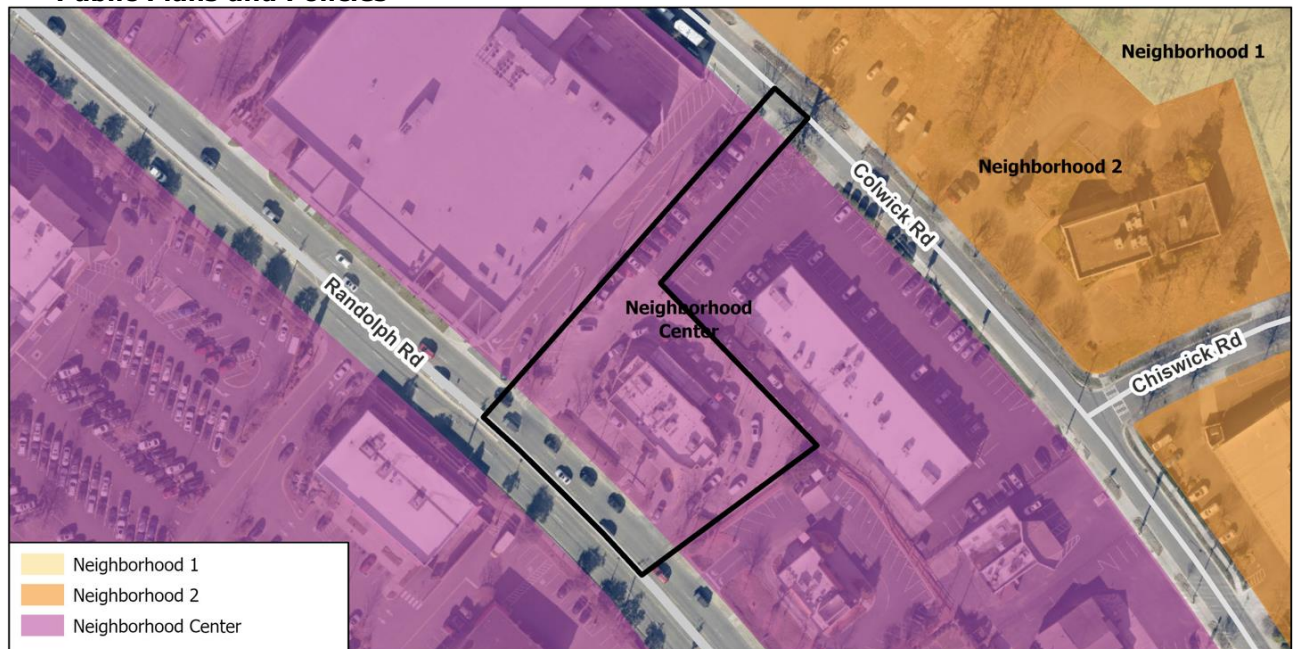 Public Plans and Policies
Neighborhood 1
Neighborhood 2
Colwick Rd
Randolph Rd
Neighborhood
Center
Chiswick Rd
Neighborhood 1
Neighborhood 2
Neighborhood Center